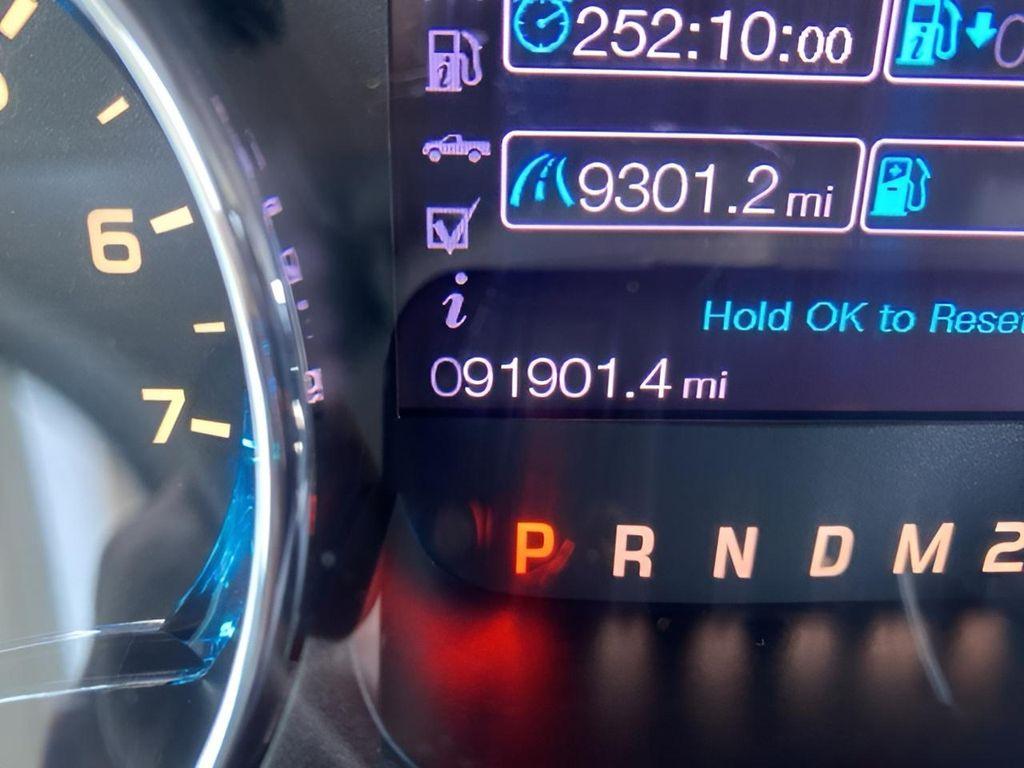 252:10:00
9301.2 mi
6
Hold OK to Reset
091901.4 mi
7
P R N D M 2